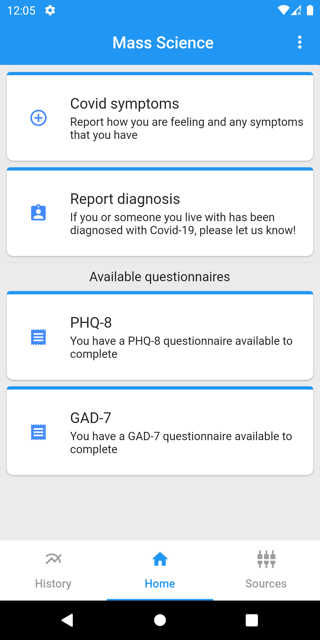 12:05
Mass Science
Covid symptoms
Report how you are feeling and any symptoms
that you have
Report diagnosis
If you or someone you live with has been
diagnosed with Covid-19, please let us know!
Available questionnaires
PHQ-8
You have a PHQ-8 questionnaire available to
complete
GAD-7
You have a GAD-7 questionnaire available to
complete
History
Home
Sources